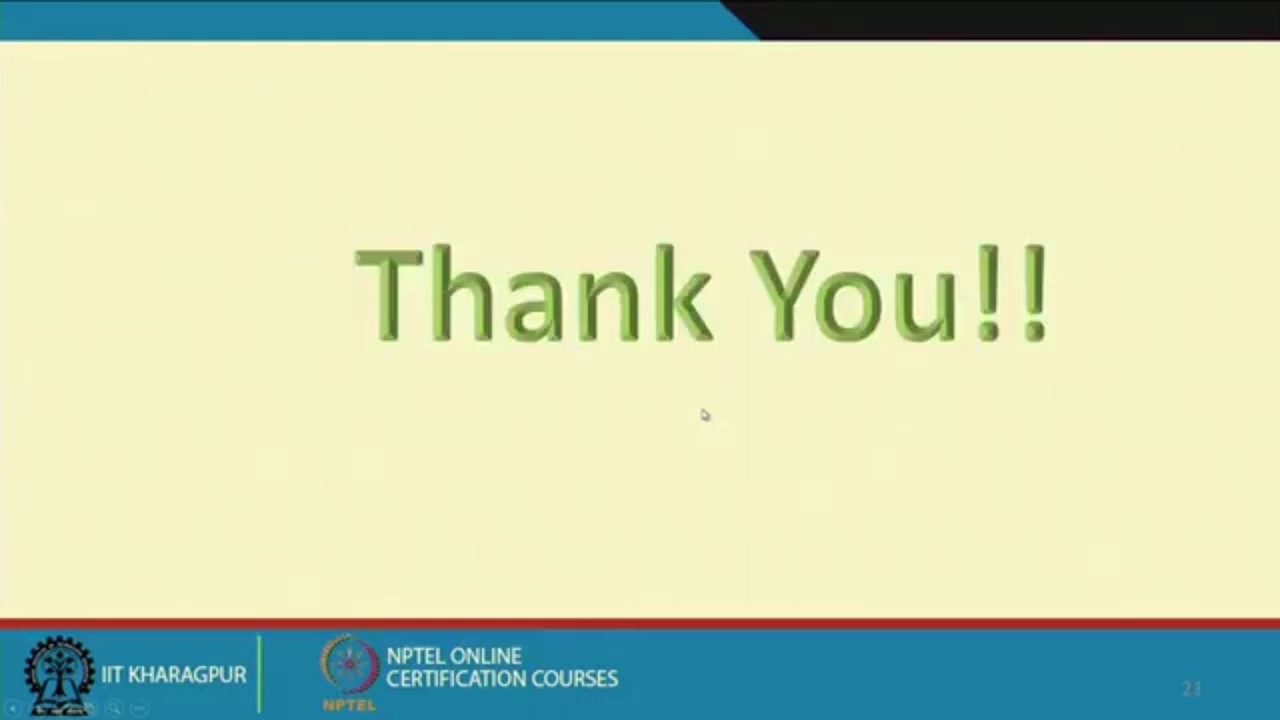 Thank You!!
IIT KHARAGPUR
NPTEL ONLINE
CERTIFICATION COURSES
NPTEL